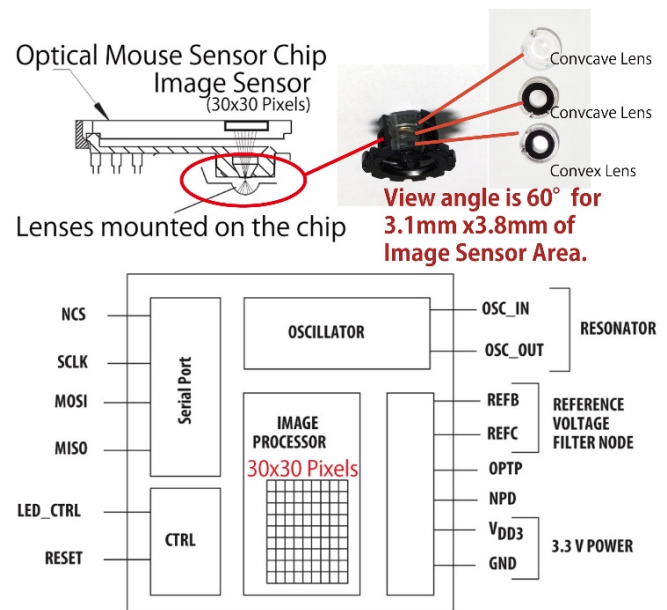 Optical Mouse Sensor Chip
Image Sensor
(30x30 Pixels)
Convcave Lens
Convcave Lens
Convex Lens
Lenses mounted on the chip
View angle is 60° for
3.1mm x3.8mm of
Image Sensor Area.
NCS
SCLK
MOSI
MISO
LED_CTRL
RESET
Serial Port
CTRL
OSCILLATOR
IMAGE
PROCESSOR
30x30 Pixels
OSC_IN
OSC_OUT
RESONATOR
REFB
REFC
REFERENCE
VOLTAGE
FILTER NODE
OPTP
NPD
VDD3
GND
3.3 V POWER